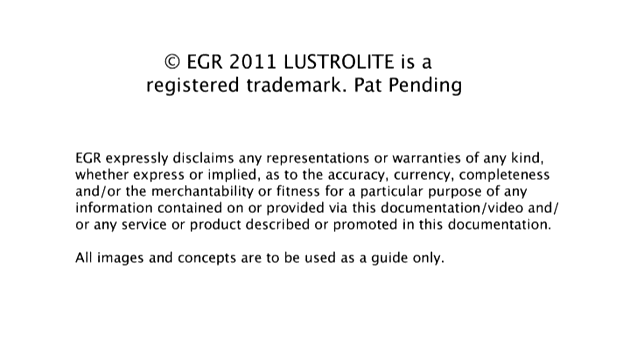 © EGR 2011 LUSTROLITE is a
registered trademark. Pat Pending
EGR expressly disclaims any representations or warranties of any kind,
whether express or implied, as to the accuracy, currency, completeness
and/or the merchantability or fitness for a particular purpose of any
information contained on or provided via this documentation/video and/
or any service or product described or promoted in this documentation.
All images and concepts are to be used as a guide only.